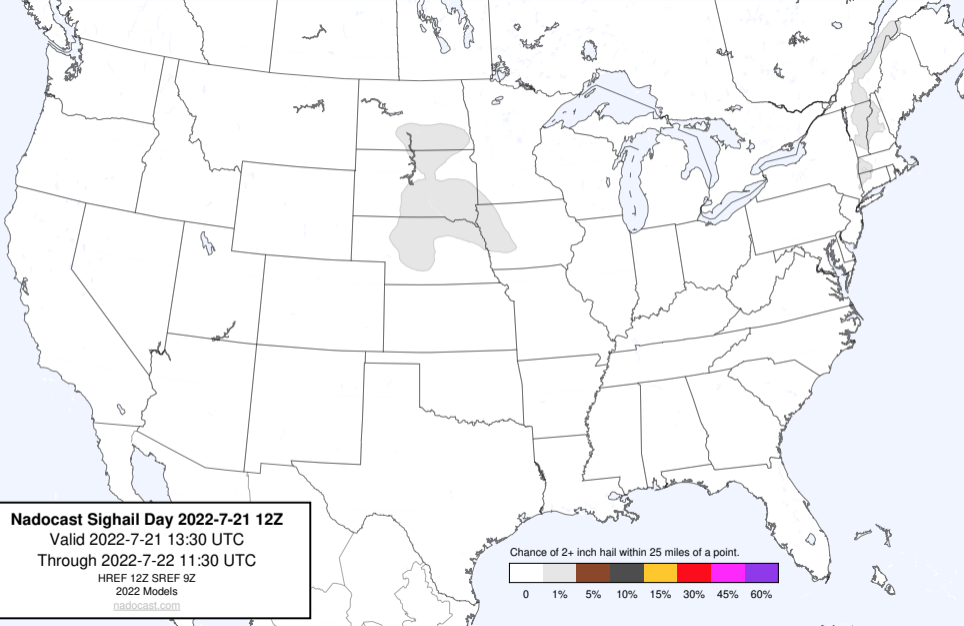 Nadocast Sighail Day 2022-7-21 12Z
Valid 2022-7-21 13:30 UTC
Through 2022-7-22 11:30 UTC
HREF 12Z SREF 9Z
2022 Models
nadocast.com
Chance of 2+ inch hail within 25 miles of a point.
0 1% 5% 10% 15% 30% 45% 60%